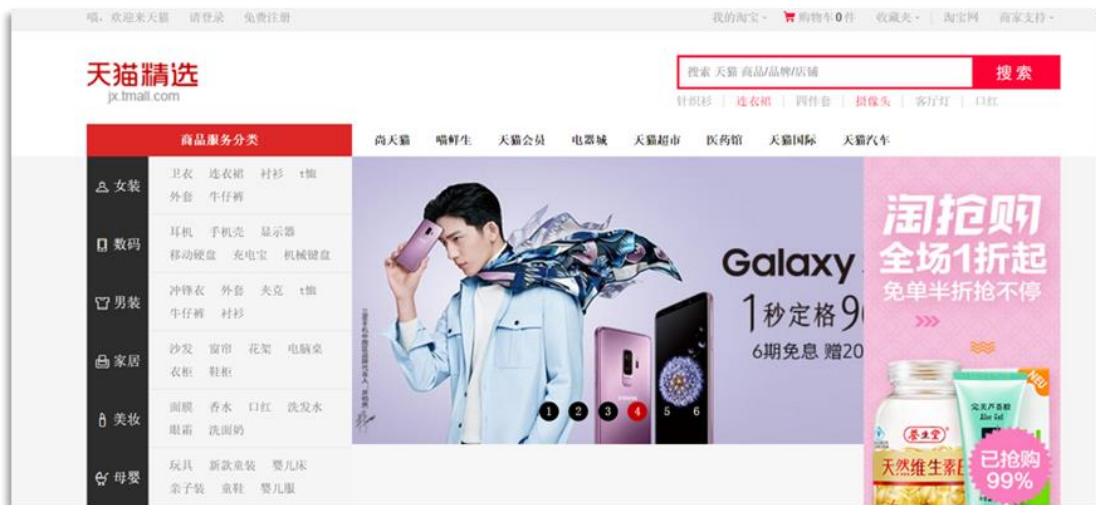 喵，欢迎来天猫 请登录 免费注册 我的淘宝 购物车0件 收藏夹 淘宝网 商家支持
天猫精选
jx.tmall.com
搜索 天猫 商品/品牌/店铺 搜索
针织衫 | 连衣裙 | 四件套 | 摄像头 | 客厅灯 | 口红
商品服务分类 尚天猫 喵鲜生 天猫会员 电器城 天猫超市 医药馆 天猫国际 天猫汽车
女装
卫衣 连衣裙 衬衫 t恤
外套 牛仔裤
数码
耳机 手机壳 显示器
移动硬盘 充电宝 机械键盘
男装
冲锋衣 外套 夹克 t恤
牛仔裤 衬衫
家居
沙发 窗帘 花架 电脑桌
衣柜 鞋柜
美妆
面膜 香水 口红 洗发水
眼霜 洗面奶
母婴
玩具 新款童装 婴儿床
亲子装 童鞋 婴儿服
Galaxy
1秒定格9
6期免息 赠20
1 2 3 4 5 6
淘抢购
全场1折起
免单半折抢不停
NEU
完美芦荟胶
Aloe Gel
养生堂
天然维生素E
已抢购
99%